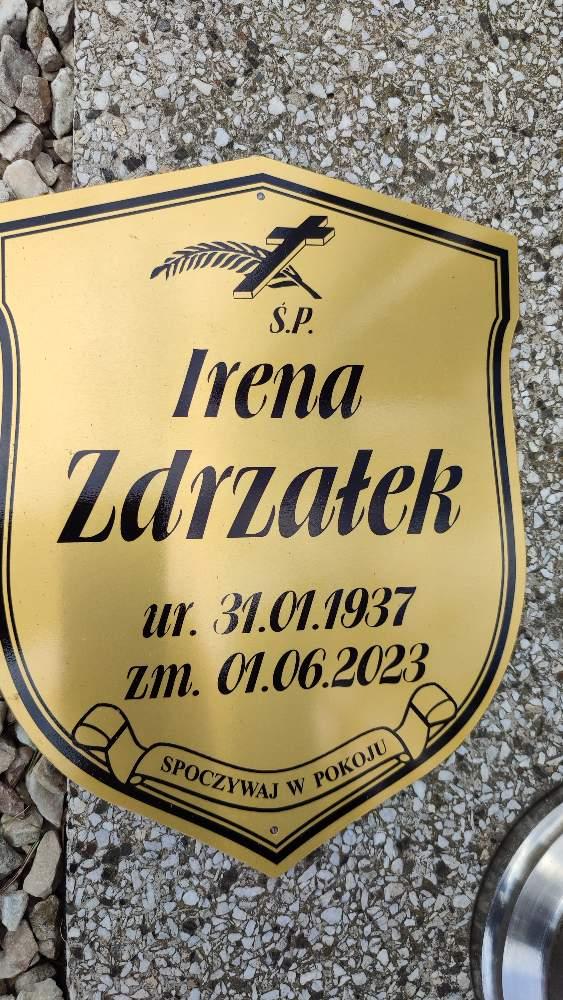 Ś.P.
Irena
Zdrzałek
ur. 31.01.1937
zm. 01.06.2023
SPOCZYWAJ W POKOJU